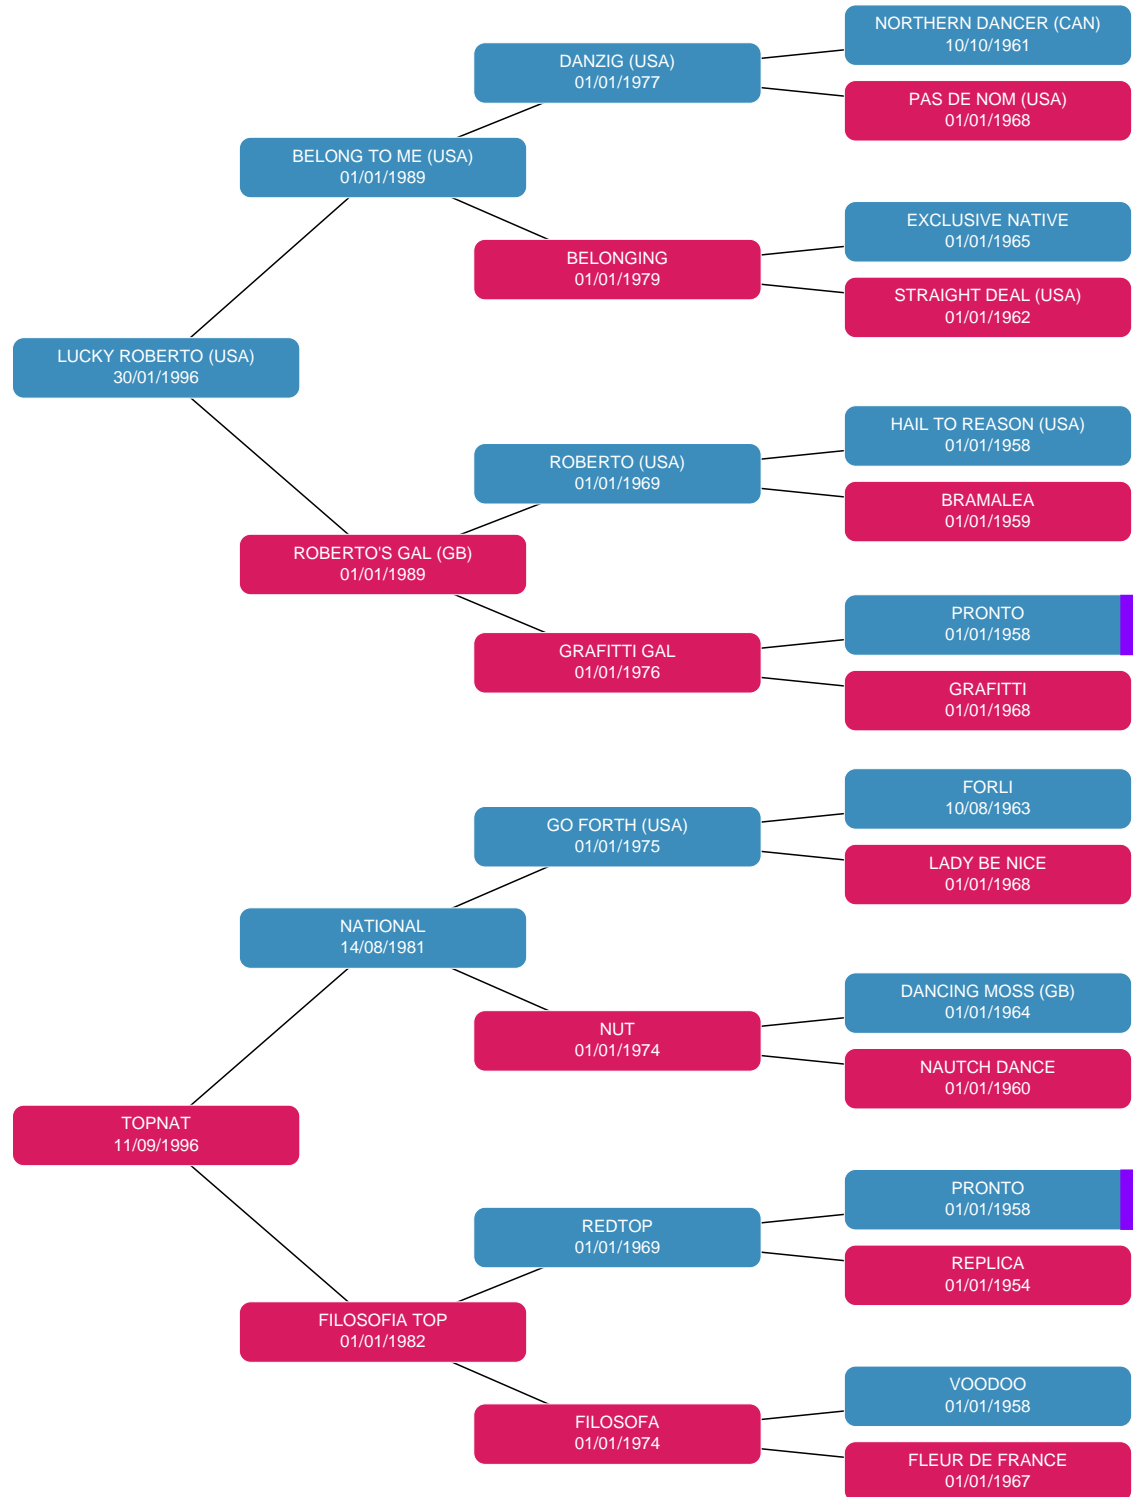 NORTHERN DANCER (CAN)
10/10/1961
DANZIG (USA)
01/01/1977
PAS DE NOM (USA)
01/01/1968
BELONG TO ME (USA)
01/01/1989
EXCLUSIVE NATIVE
01/01/1965
BELONGING
01/01/1979
STRAIGHT DEAL (USA)
01/01/1962
LUCKY ROBERTO (USA)
30/01/1996
HAIL TO REASON (USA)
01/01/1958
ROBERTO (USA)
01/01/1969
BRAMALEA
01/01/1959
ROBERTO'S GAL (GB)
01/01/1989
PRONTO
01/01/1958
GRAFITTI GAL
01/01/1976
GRAFITTI
01/01/1968
FORLI
10/08/1963
GO FORTH (USA)
01/01/1975
LADY BE NICE
01/01/1968
NATIONAL
14/08/1981
DANCING MOSS (GB)
01/01/1964
NUT
01/01/1974
NAUTCH DANCE
01/01/1960
TOPNAT
11/09/1996
PRONTO
01/01/1958
REDTOP
01/01/1969
REPLICA
01/01/1954
FILOSOFIA TOP
01/01/1982
VOODOO
01/01/1958
FILOSOFA
01/01/1974
FLEUR DE FRANCE
01/01/1967